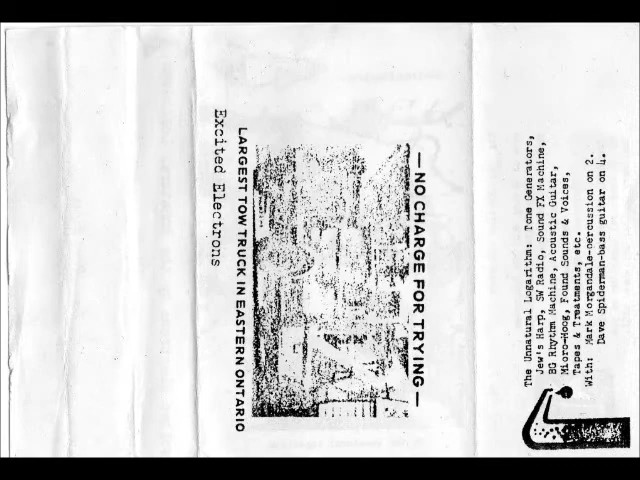 —NO CHARGE FOR TRYING—
LARGEST TOW TRUCK IN EASTERN ONTARIO
Excited Electrons
The Unnatural Logarithm: Tone Generators,
Jew's Harp, SW Radio, Sound FX Machine,
BG Rhythm Machine, Acoustic Guitar,
Micro-Moog, Found Sounds & Voices,
Tapes & Treatments, etc.
With: Mark Morgandale-percussion on 2.
Dave Spiderman-bass guitar on 4.